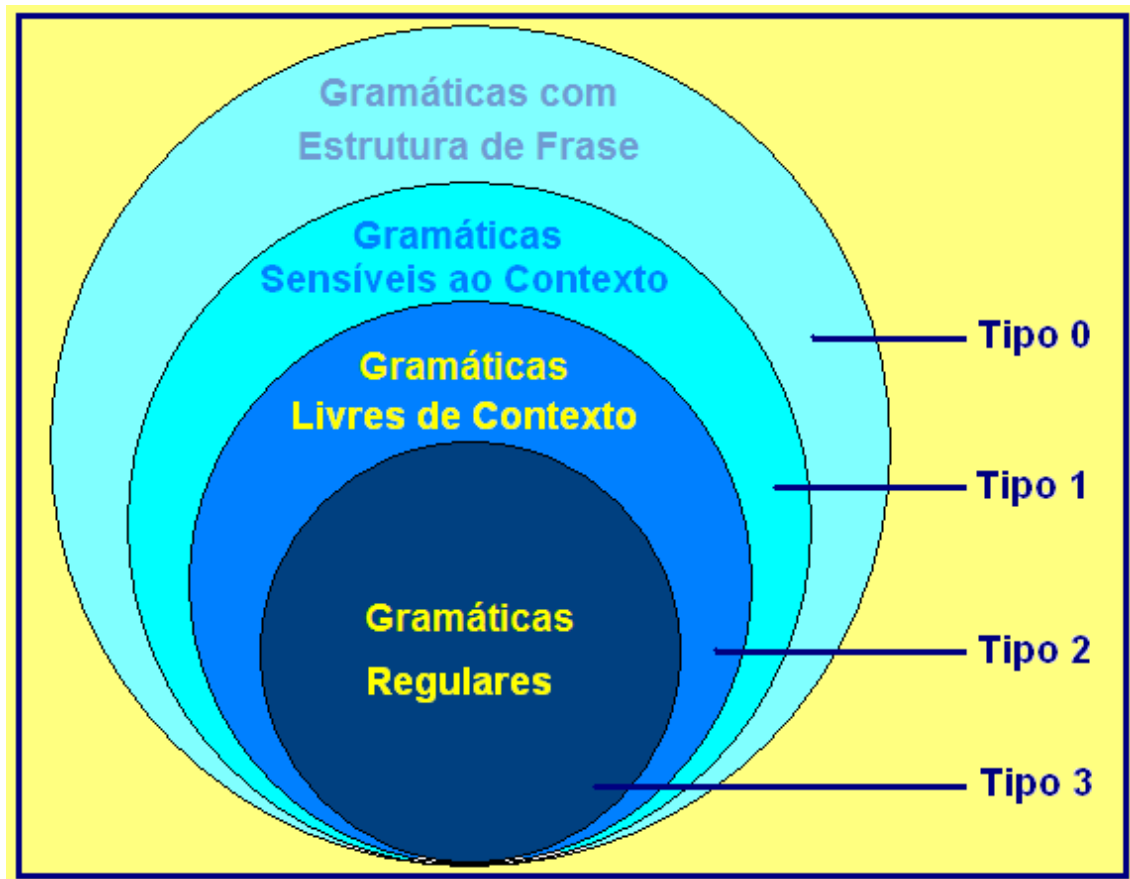 Gramáticas com
Estrutura de Frase
Gramáticas
Sensíveis ao Contexto
Gramáticas
Livres de Contexto
Gramáticas
Regulares
Tipo 0
Tipo 1
Tipo 2
Tipo 3